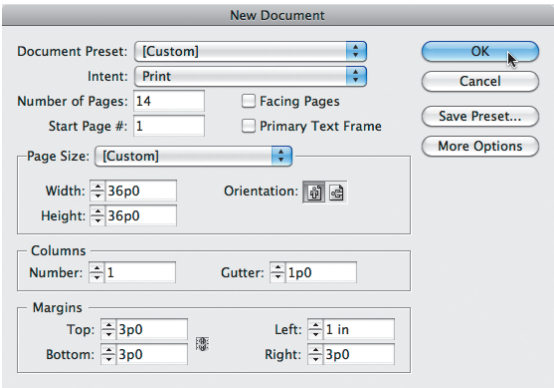 New Document
Document Preset: [Custom]
OK
Intent: Print
Cancel
Number of Pages: 14
Facing Pages
Save Preset...
Start Page #: 1
Primary Text Frame
More Options
Page Size: [Custom]
Width: 36p0
Orientation:
Height: 36p0
Columns
Number: 1
Gutter: 1p0
Margins
Top: 3p0
Left: 1 in
Bottom: 3p0
Right: 3p0